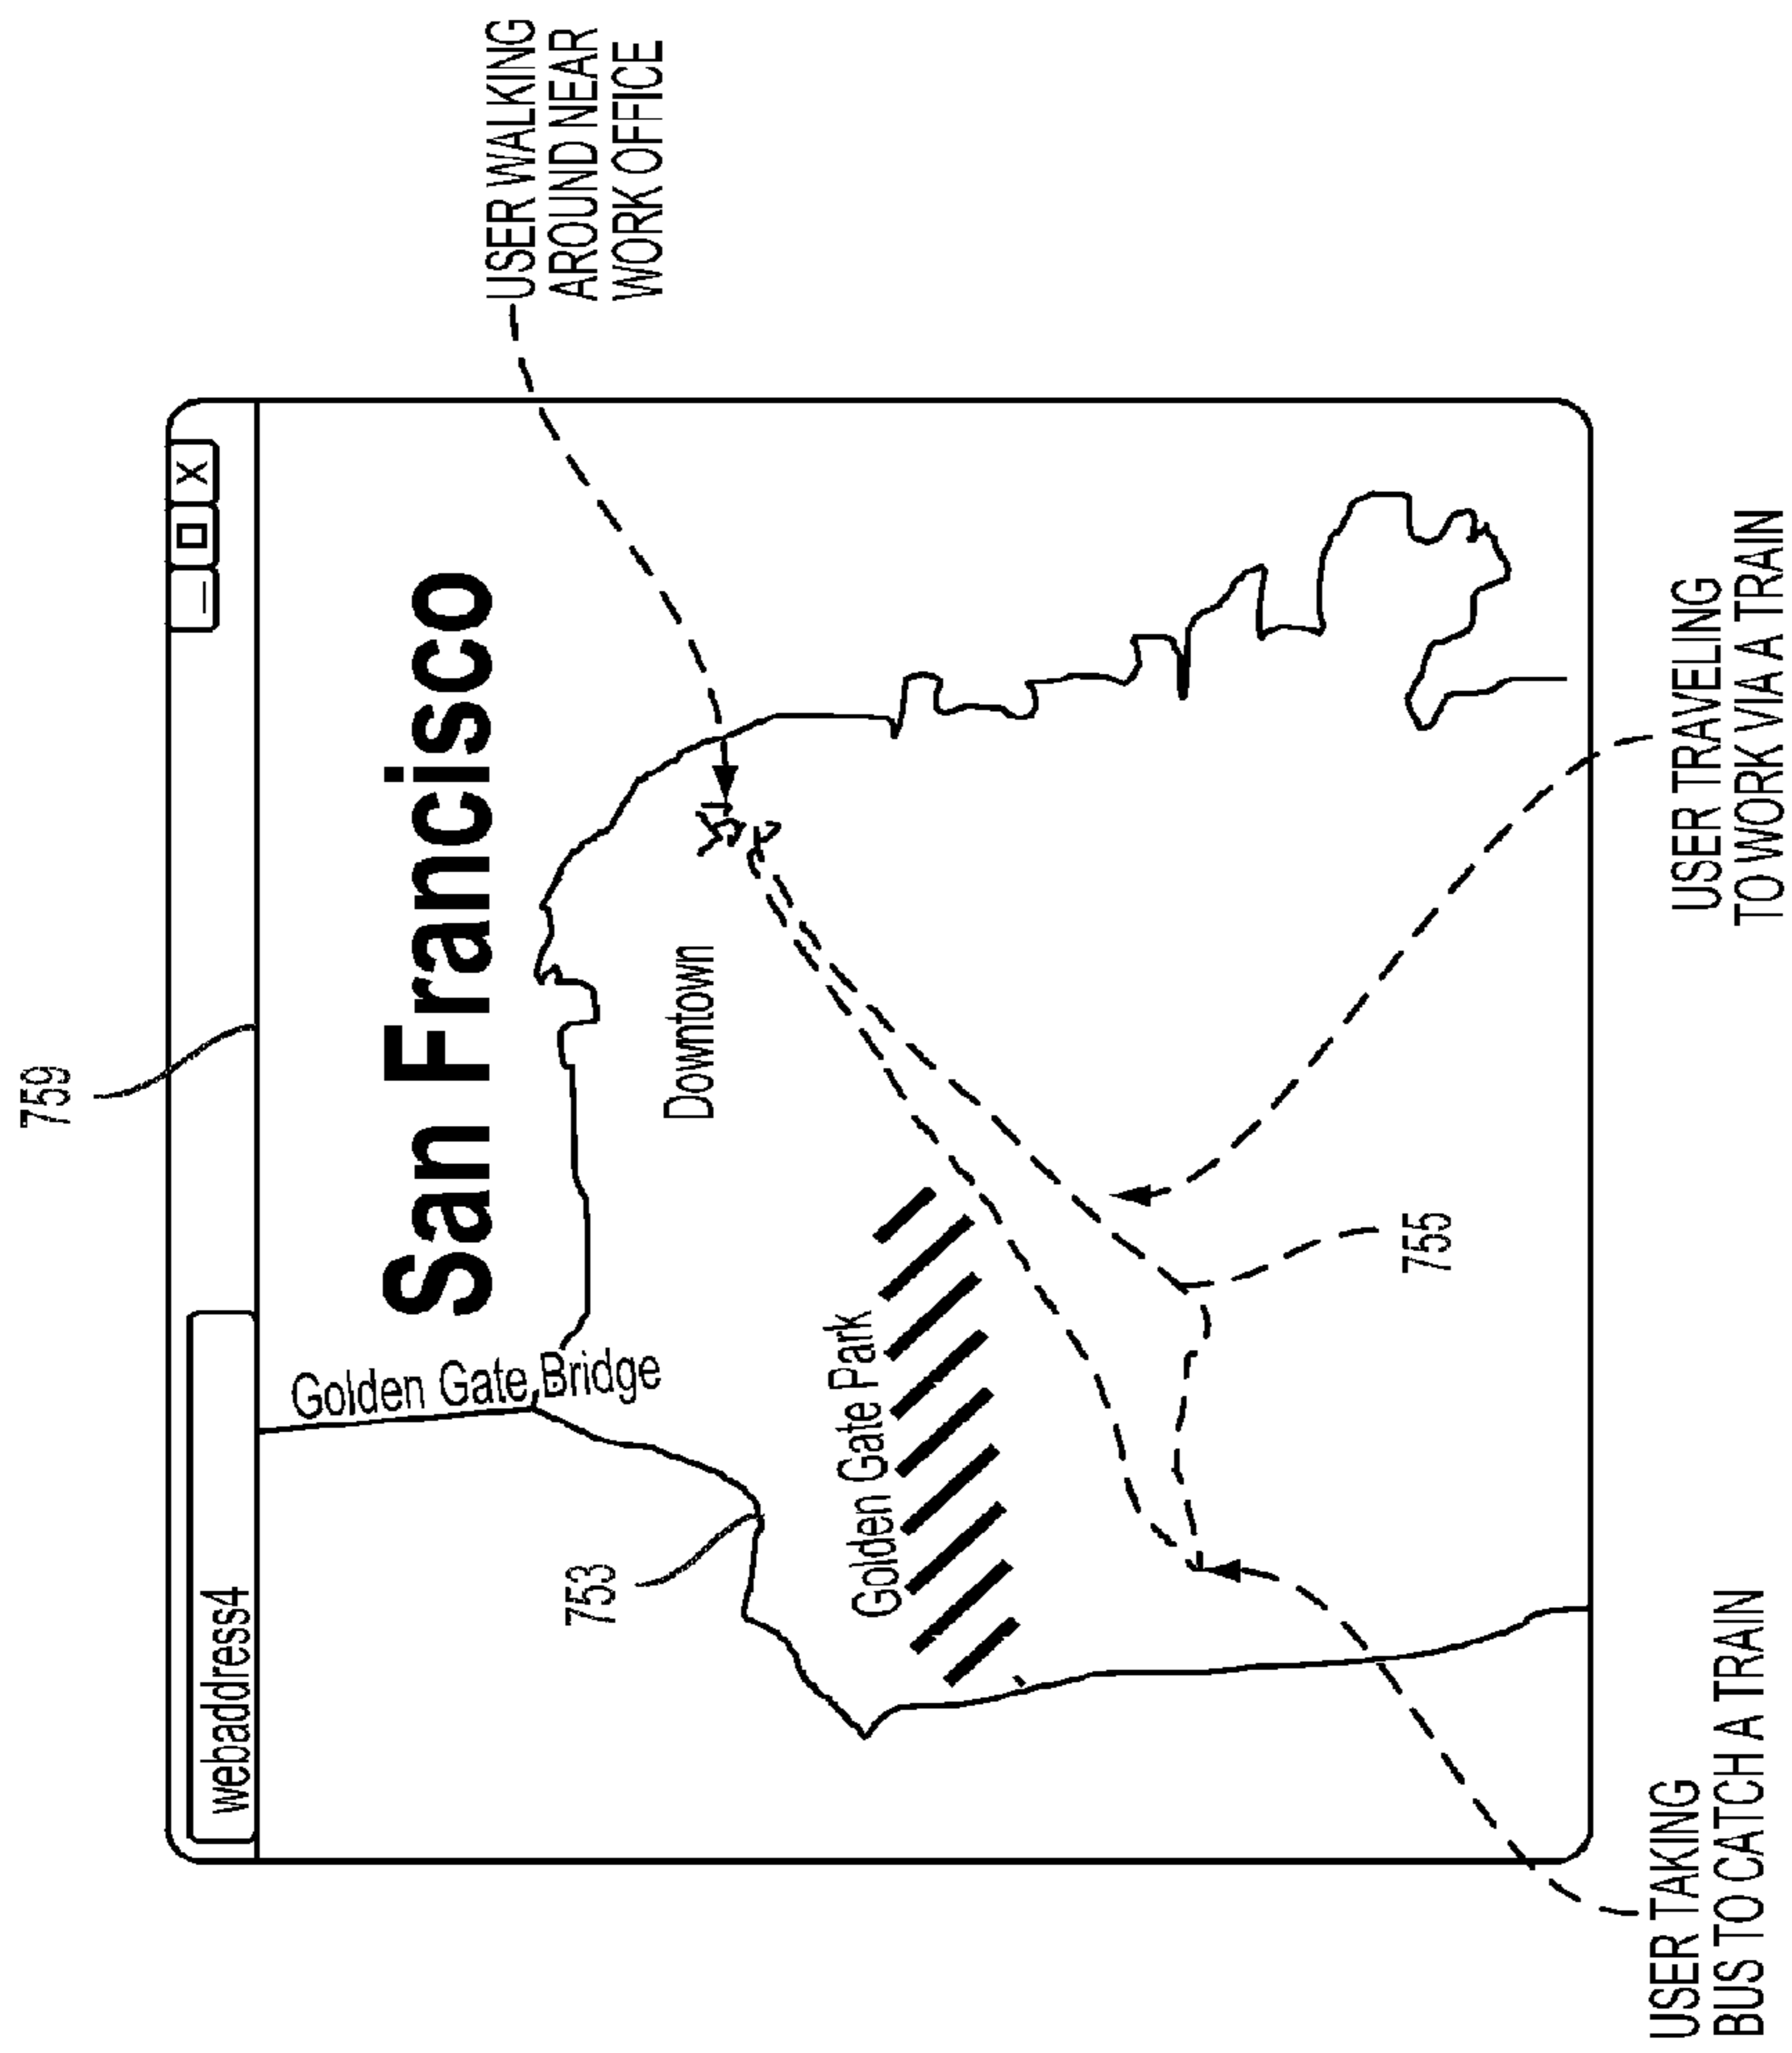 759
webaddress4
_ X
San Francisco
Golden Gate Bridge
USER WALKING
AROUND NEAR
WORK OFFICE
753
Downtown
Golden Gate Park
755
USER TAKING
BUS TO CATCH A TRAIN
USER TRAVELING
TO WORK VIA A TRAIN